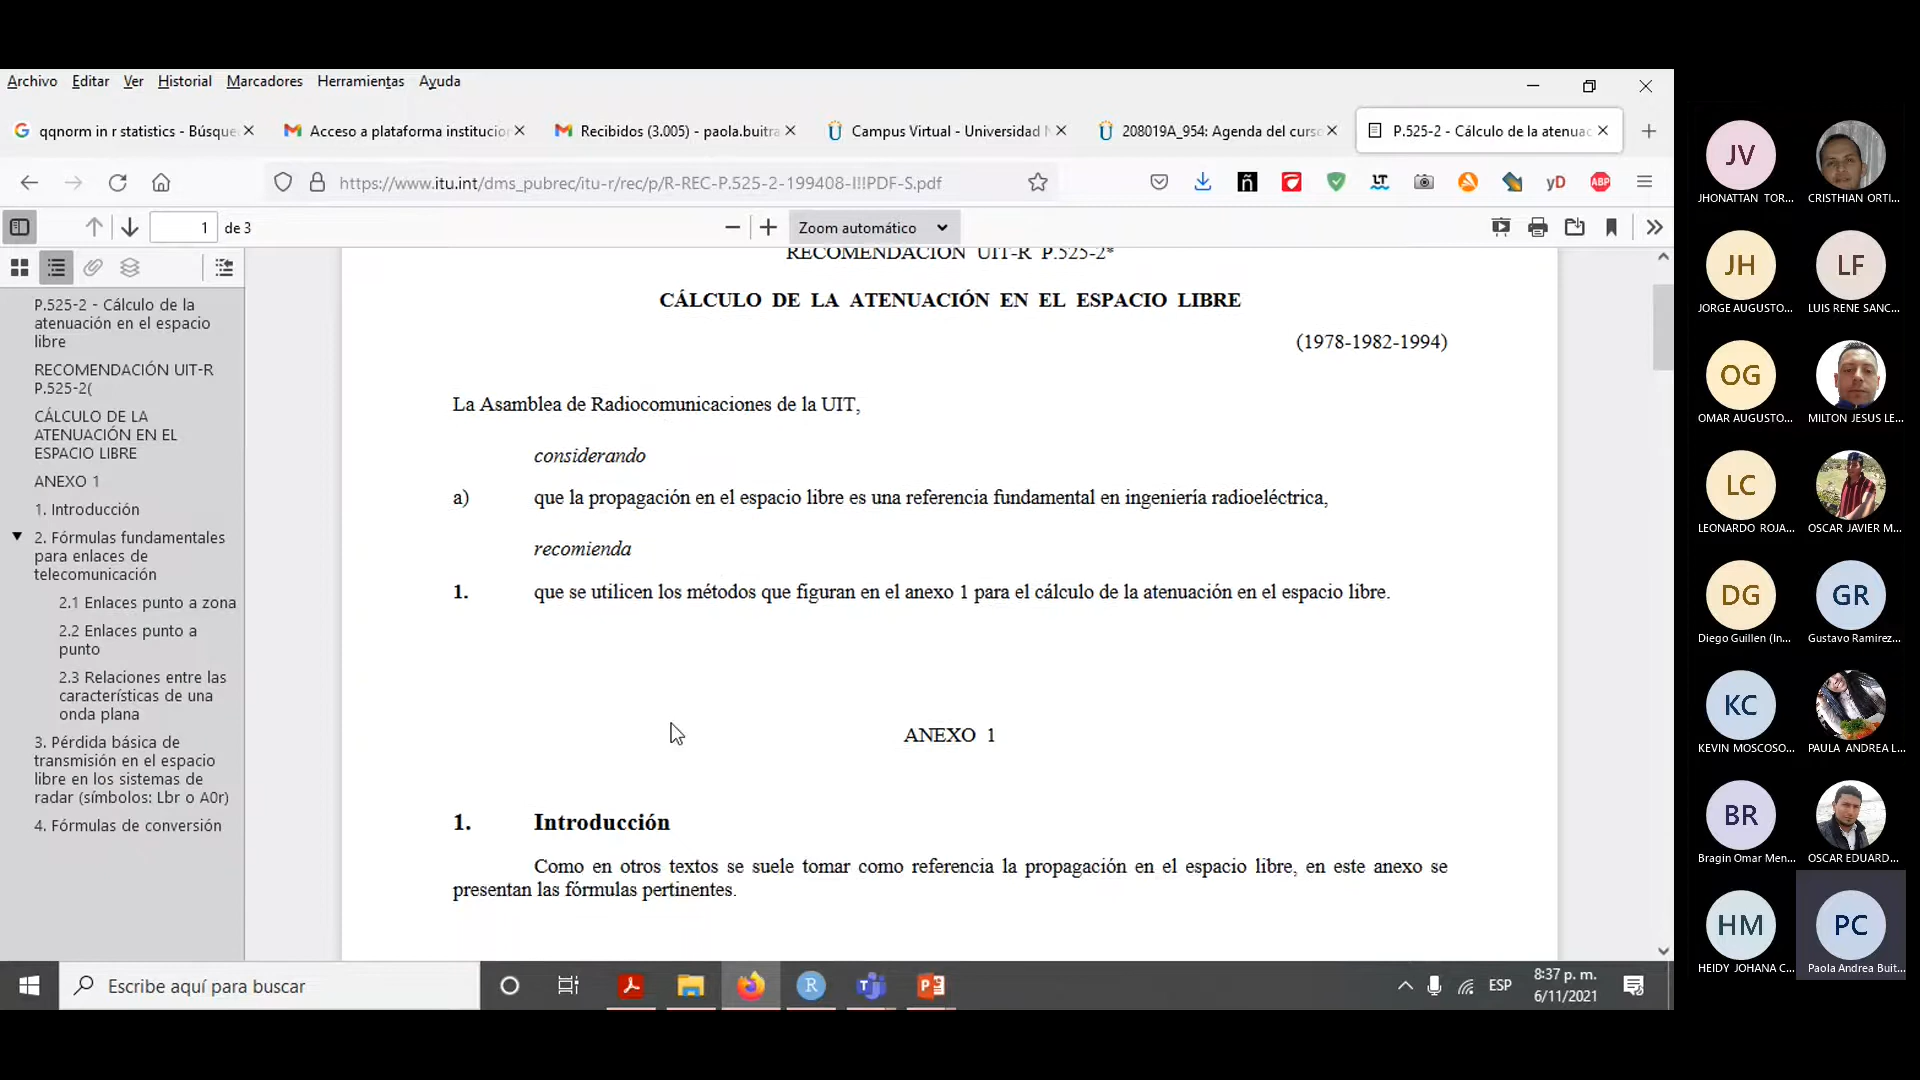 Archivo Editar Ver Historial Marcadores Herramientas Ayuda
qqnorm in r statistics - Búsque
Acceso a plataforma institucio
Recibidos (3.005) - paola.buitra
Campus Virtual - Universidad N
208019A_954: Agenda del curs
P.525-2 - Cálculo de la atenuac
https://www.itu.int/dms_pubrec/itu-r/rec/p/R-REC-P.525-2-199408-I!!PDF-S.pdf
ñ
LT
yD
ABP
1 de 3
Zoom automático
P.525-2 - Cálculo de la
atenuación en el espacio
libre
RECOMENDACIÓN UIT-R
P.525-2(
CÁLCULO DE LA
ATENUACIÓN EN EL
ESPACIO LIBRE
ANEXO 1
1. Introducción
2. Fórmulas fundamentales
para enlaces de
telecomunicación
2.1 Enlaces punto a zona
2.2 Enlaces punto a
punto
2.3 Relaciones entre las
características de una
onda plana
3. Pérdida básica de
transmisión en el espacio
libre en los sistemas de
radar (símbolos: Lbr o A0r)
4. Fórmulas de conversión
RECOMENDACIÓN UIT-R P.525-2*
CÁLCULO DE LA ATENUACIÓN EN EL ESPACIO LIBRE
(1978-1982-1994)
La Asamblea de Radiocomunicaciones de la UIT,
considerando
a) que la propagación en el espacio libre es una referencia fundamental en ingeniería radioeléctrica,
recomienda
1. que se utilicen los métodos que figuran en el anexo 1 para el cálculo de la atenuación en el espacio libre.
ANEXO 1
1. Introducción
Como en otros textos se suele tomar como referencia la propagación en el espacio libre, en este anexo se
presentan las fórmulas pertinentes.
Escribe aquí para buscar
ESP
8:37 p. m.
6/11/2021
JV
JHONATTAN TOR...
CRISTHIAN ORTI...
JH
JORGE AUGUSTO...
LF
LUIS RENE SANC...
OG
OMAR AUGUSTO...
MILTON JESUS LE...
LC
LEONARDO ROJA...
OSCAR JAVIER M...
DG
Diego Guillen (In...
GR
Gustavo Ramirez...
KC
KEVIN MOSCOSO...
PAULA ANDREA L...
BR
Bragin Omar Men...
OSCAR EDUARD...
HM
HEIDY JOHANA C...
PC
Paola Andrea Buit...